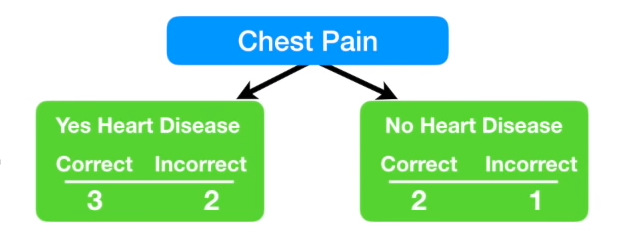 Chest Pain
Yes Heart Disease
Correct Incorrect
3 2
No Heart Disease
Correct Incorrect
2 1